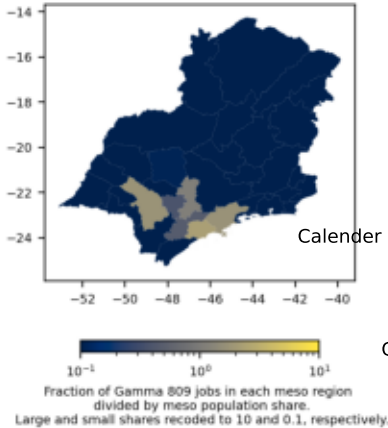 −14
−16
−18
−20
−22
−24
Calender
−52 −50 −48 −46 −44 −42 −40
10⁻¹ 10⁰ 10¹
Fraction of Gamma 809 jobs in each meso region
divided by meso population share.
Large and small shares recoded to 10 and 0.1, respectively.